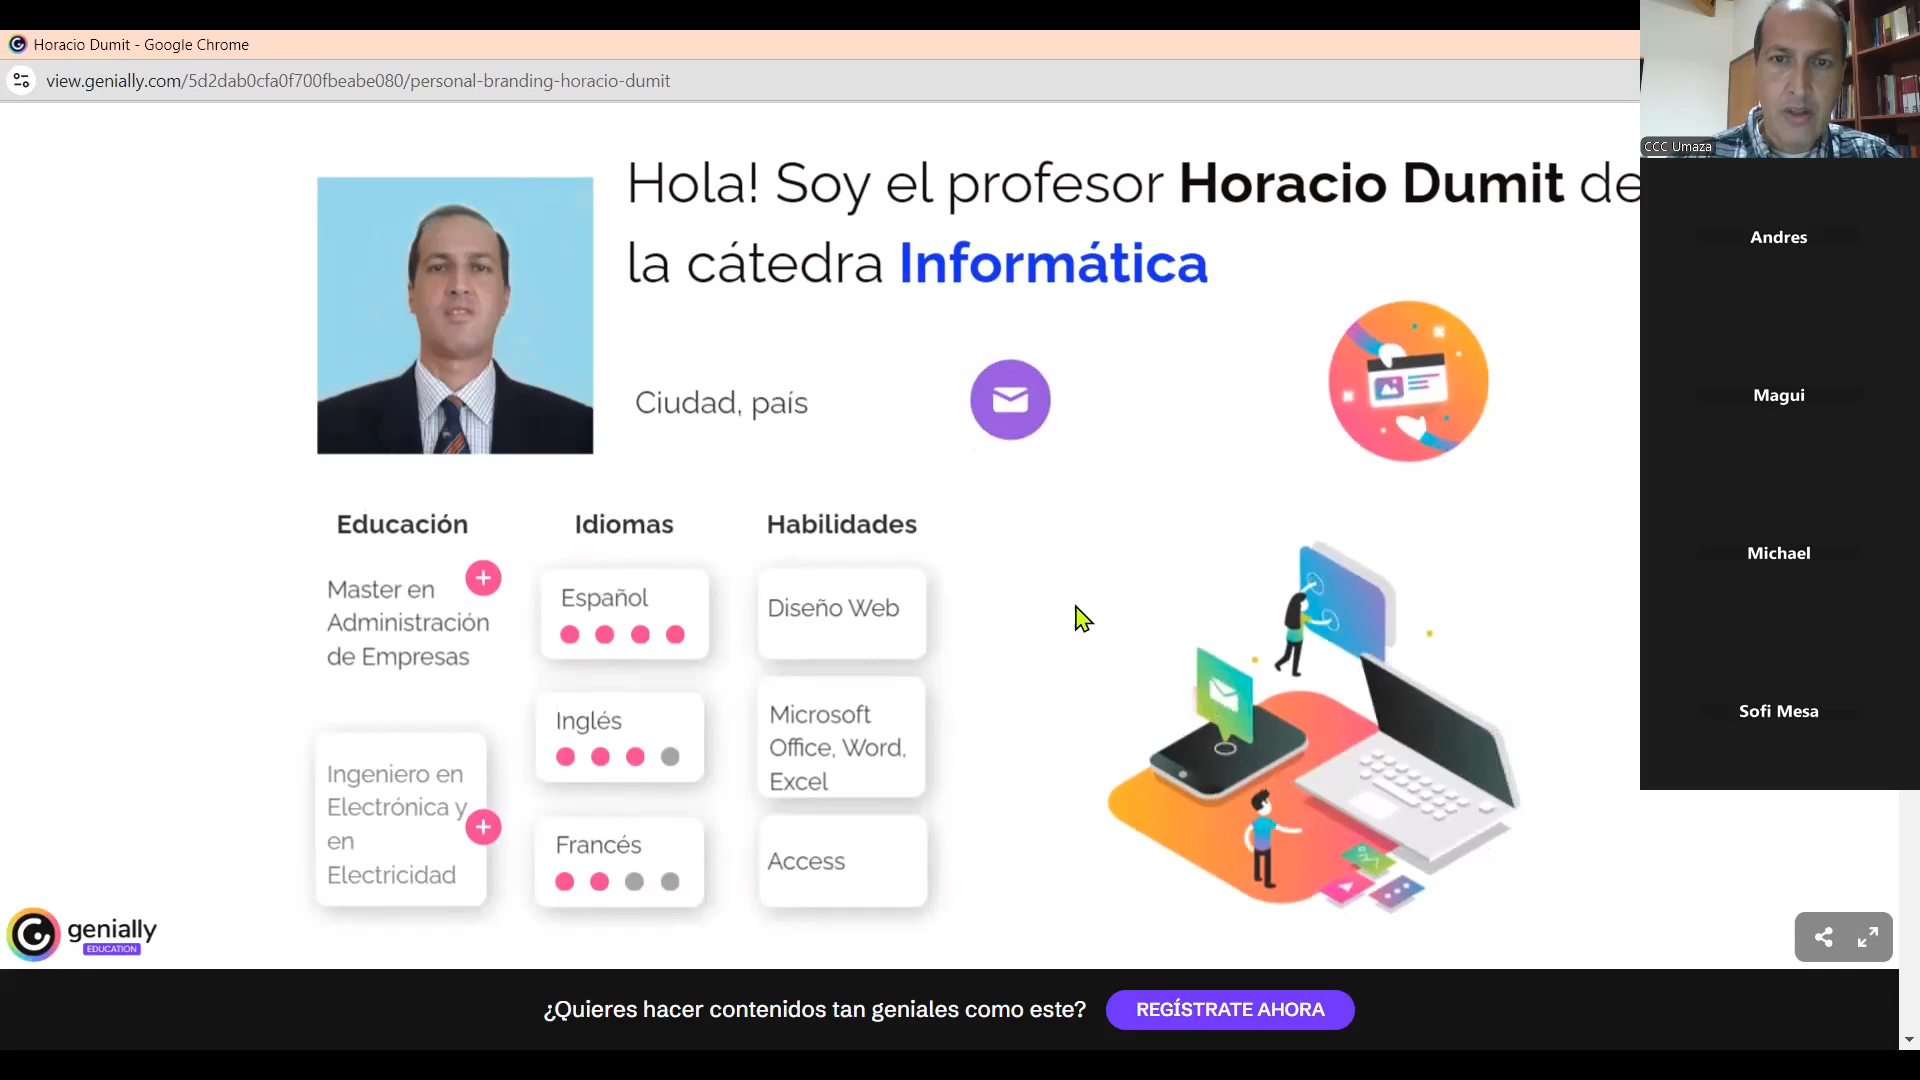 Horacio Dumit - Google Chrome
view.genially.com/5d2dab0cfa0f700fbeabe080/personal-branding-horacio-dumit
CCC Umaza
Hola! Soy el profesor Horacio Dumit de
la cátedra Informática
Ciudad, país
Educación
Master en
Administración
de Empresas
Ingeniero en
Electrónica y
en
Electricidad
Idiomas
Español
Inglés
Francés
Habilidades
Diseño Web
Microsoft
Office, Word,
Excel
Access
Andres
Magui
Michael
Sofi Mesa
genially
EDUCATION
¿Quieres hacer contenidos tan geniales como este?
REGÍSTRATE AHORA